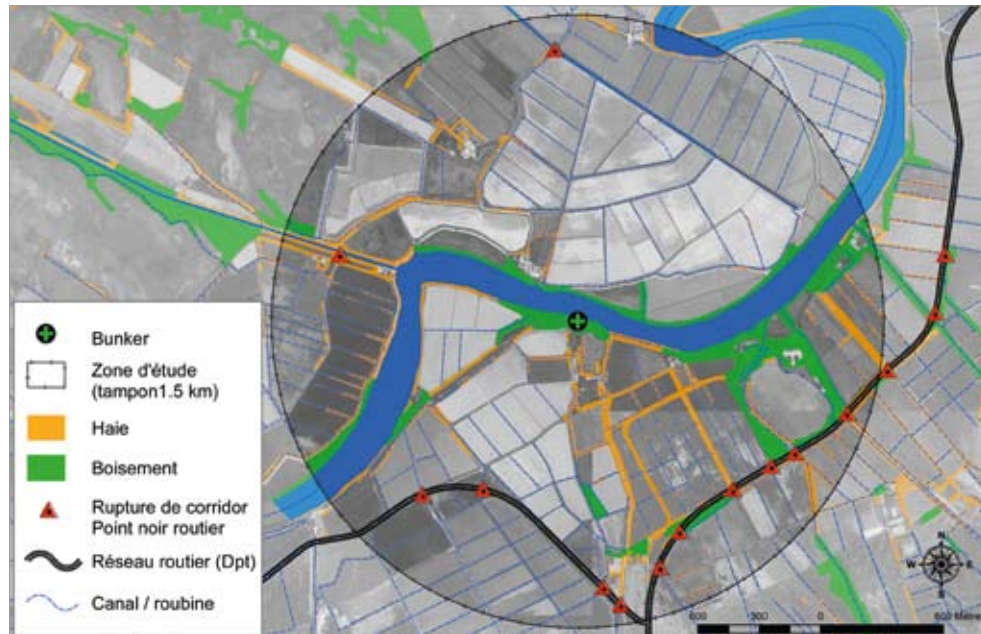 Bunker
Zone d'étude
(tampon1.5 km)
Haie
Boisement
Rupture de corridor
Point noir routier
Réseau routier (Dpt)
Canal / roubine
N
W E
S
600 300 0 600 Mètres